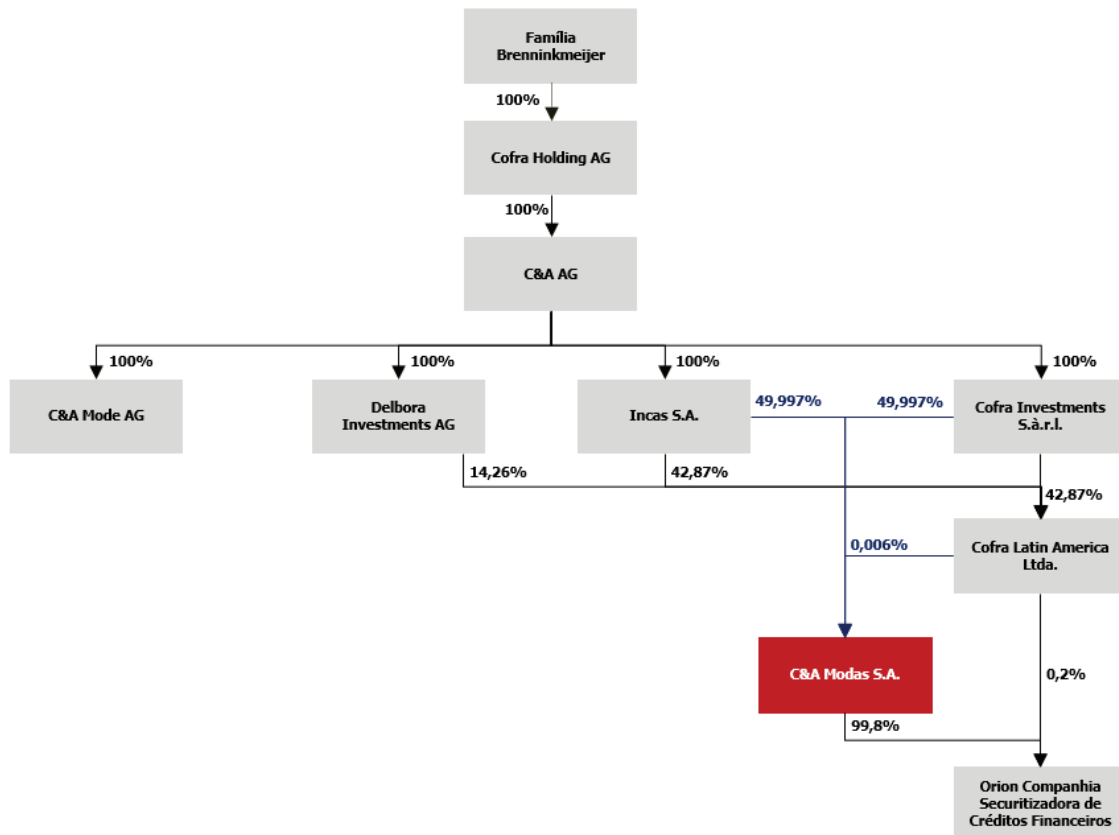 Família
Brenninkmeijer
100%
Cofra Holding AG
100%
C&A AG
100%
100%
100%
100%
C&A Mode AG
Delbora
Investments AG
Incas S.A.
49,997%
49,997%
Cofra Investments
S.à.r.l.
14,26%
42,87%
42,87%
0,006%
Cofra Latin America
Ltda.
C&A Modas S.A.
0,2%
99,8%
Orion Companhia
Securitizadora de
Créditos Financeiros